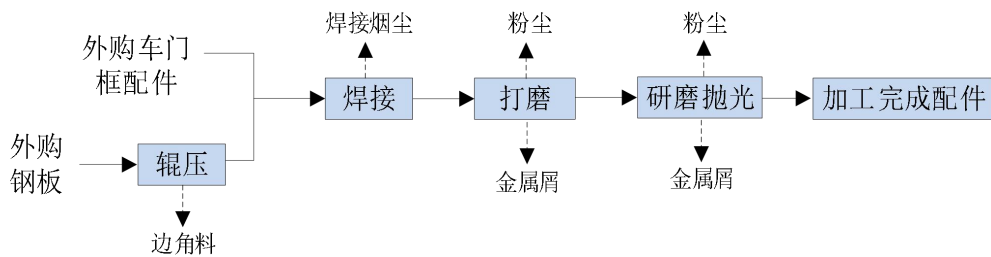 焊接烟尘
粉尘
粉尘
外购车门
框配件
焊接
打磨
研磨抛光
加工完成配件
外购
钢板
辊压
金属屑
金属屑
边角料